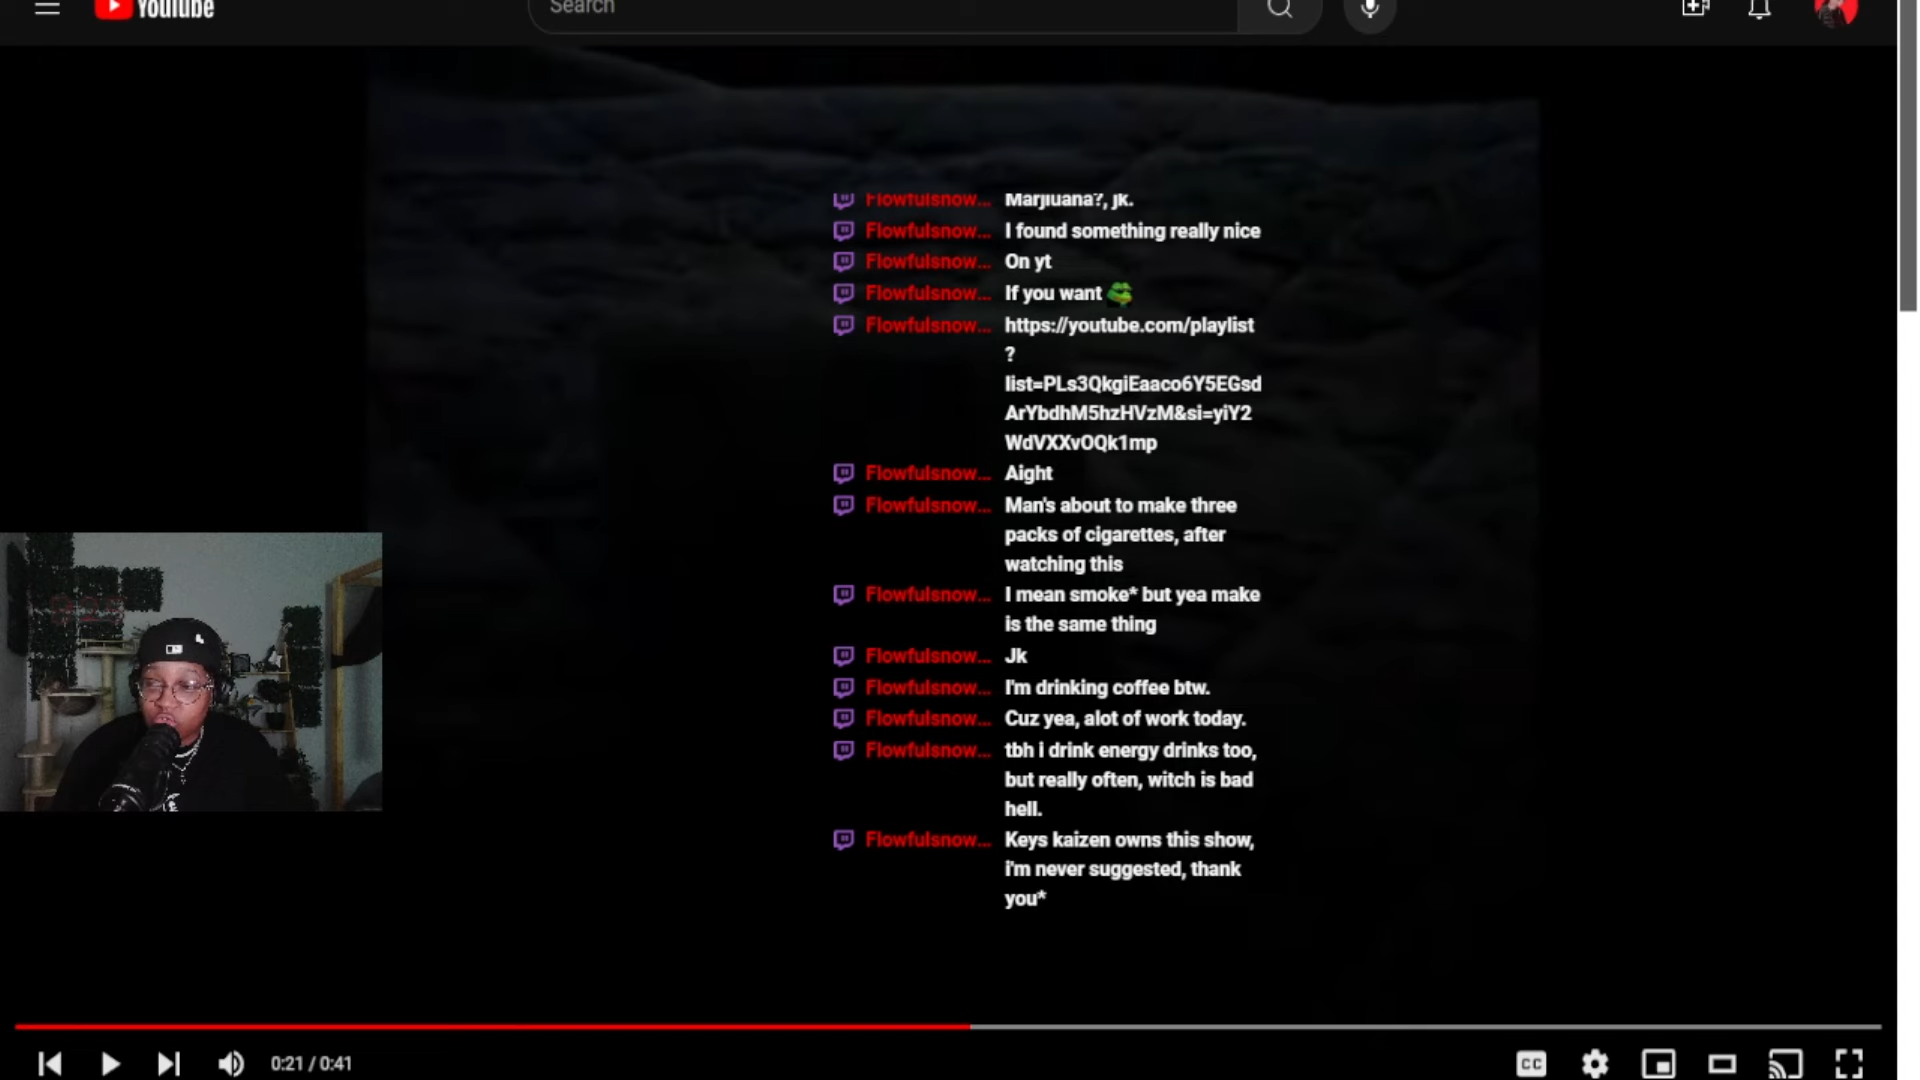 YouTube
Search
Flowfulsnow... Marjiuana?, jk.
Flowfulsnow... I found something really nice
Flowfulsnow... On yt
Flowfulsnow... If you want
Flowfulsnow... https://youtube.com/playlist
?
list=PLs3QkgiEaaco6Y5EGsd
ArYbdhM5hzHVzM&si=yiY2
WdVXXvOQk1mp
Flowfulsnow... Aight
Flowfulsnow... Man's about to make three
packs of cigarettes, after
watching this
Flowfulsnow... I mean smoke* but yea make
is the same thing
Flowfulsnow... Jk
Flowfulsnow... I'm drinking coffee btw.
Flowfulsnow... Cuz yea, alot of work today.
Flowfulsnow... tbh i drink energy drinks too,
but really often, witch is bad
hell.
Flowfulsnow... Keys kaizen owns this show,
i'm never suggested, thank
you*
0:21 / 0:41
CC